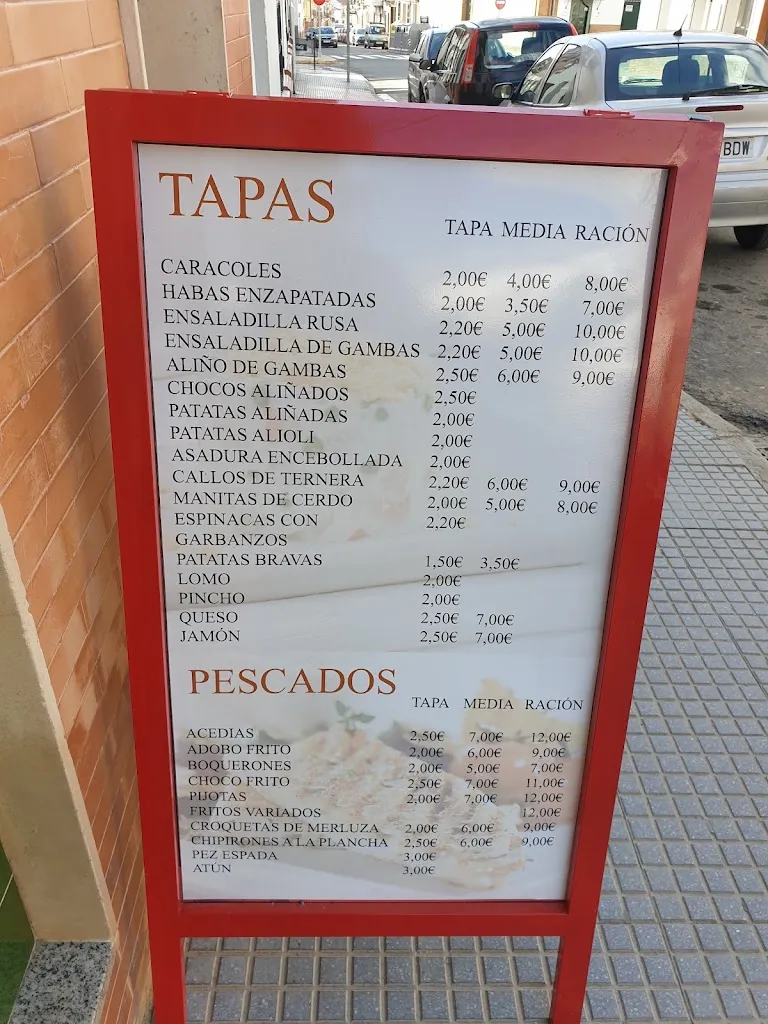 BDW
TAPAS
TAPA MEDIA RACIÓN
CARACOLES 2,00€ 4,00€ 8,00€
HABAS ENZAPATADAS 2,00€ 3,50€ 7,00€
ENSALADILLA RUSA 2,20€ 5,00€ 10,00€
ENSALADILLA DE GAMBAS 2,20€ 5,00€ 10,00€
ALIÑO DE GAMBAS 2,50€ 6,00€ 9,00€
CHOCOS ALIÑADOS 2,50€
PATATAS ALIÑADAS 2,00€
PATATAS ALIOLI 2,00€
ASADURA ENCEBOLLADA 2,00€
CALLOS DE TERNERA 2,20€ 6,00€ 9,00€
MANITAS DE CERDO 2,00€ 5,00€ 8,00€
ESPINACAS CON 2,20€
GARBANZOS
PATATAS BRAVAS 1,50€ 3,50€
LOMO 2,00€
PINCHO 2,00€
QUESO 2,50€ 7,00€
JAMÓN 2,50€ 7,00€
PESCADOS
TAPA MEDIA RACIÓN
ACEDIAS 2,50€ 7,00€ 12,00€
ADOBO FRITO 2,00€ 6,00€ 9,00€
BOQUERONES 2,00€ 5,00€ 7,00€
CHOCO FRITO 2,50€ 7,00€ 11,00€
PIJOTAS 2,00€ 7,00€ 12,00€
FRITOS VARIADOS 12,00€
CROQUETAS DE MERLUZA 2,00€ 6,00€ 9,00€
CHIPIRONES A LA PLANCHA 2,50€ 6,00€ 9,00€
PEZ ESPADA 3,00€
ATÚN 3,00€